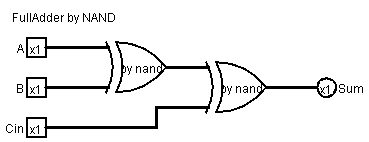 FullAdder by NAND
A x1
by nand
B x1
by nand
x1 Sum
Cin x1